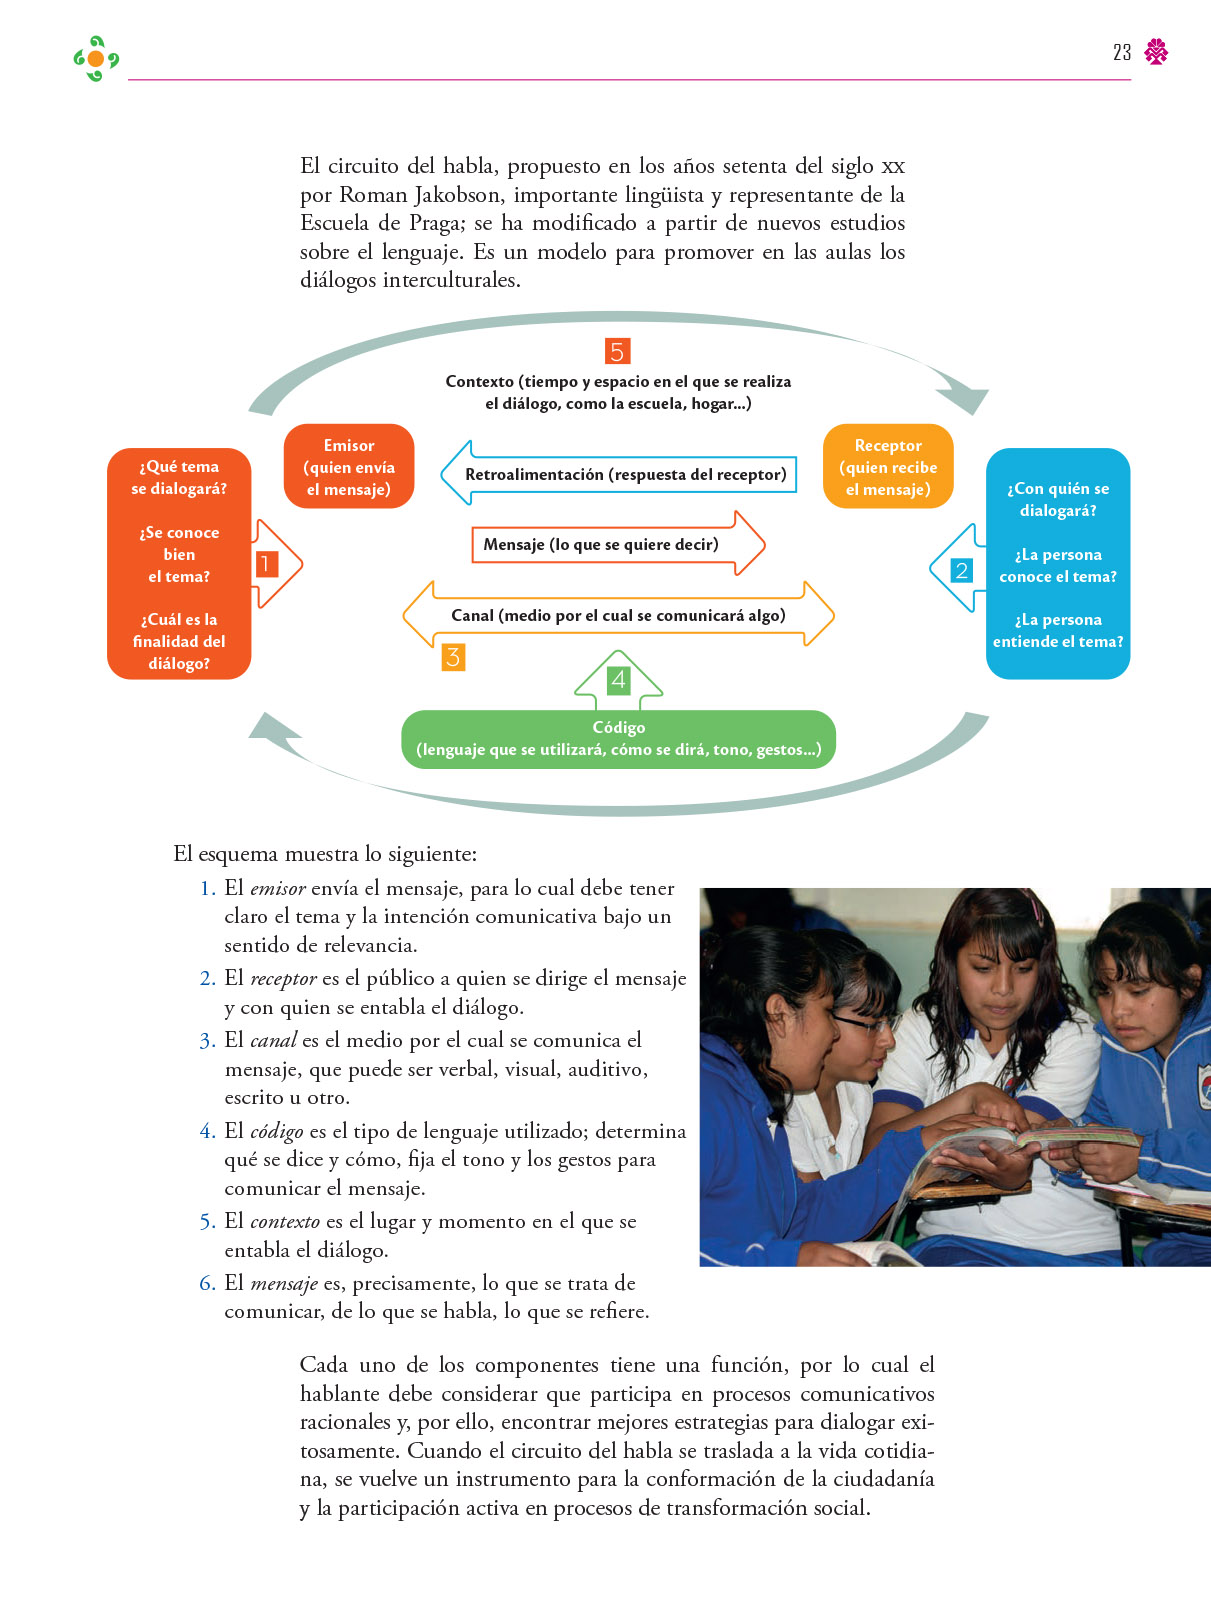 23
El circuito del habla, propuesto en los años setenta del siglo XX
por Roman Jakobson, importante lingüista y representante de la
Escuela de Praga; se ha modificado a partir de nuevos estudios
sobre el lenguaje. Es un modelo para promover en las aulas los
diálogos interculturales.
5
Contexto (tiempo y espacio en el que se realiza
el diálogo, como la escuela, hogar...)
Emisor
(quien envía
el mensaje)
Retroalimentación (respuesta del receptor)
Receptor
(quien recibe
el mensaje)
¿Qué tema
se dialogará?
¿Se conoce
bien
el tema?
¿Cuál es la
finalidad del
diálogo?
1
Mensaje (lo que se quiere decir)
¿Con quién se
dialogará?
¿La persona
conoce el tema?
¿La persona
entiende el tema?
2
Canal (medio por el cual se comunicará algo)
3
4
Código
(lenguaje que se utilizará, cómo se dirá, tono, gestos...)
El esquema muestra lo siguiente:
1. El emisor envía el mensaje, para lo cual debe tener
claro el tema y la intención comunicativa bajo un
sentido de relevancia.
2. El receptor es el público a quien se dirige el mensaje
y con quien se entabla el diálogo.
3. El canal es el medio por el cual se comunica el
mensaje, que puede ser verbal, visual, auditivo,
escrito u otro.
4. El código es el tipo de lenguaje utilizado; determina
qué se dice y cómo, fija el tono y los gestos para
comunicar el mensaje.
5. El contexto es el lugar y momento en el que se
entabla el diálogo.
6. El mensaje es, precisamente, lo que se trata de
comunicar, de lo que se habla, lo que se refiere.
Cada uno de los componentes tiene una función, por lo cual el
hablante debe considerar que participa en procesos comunicativos
racionales y, por ello, encontrar mejores estrategias para dialogar exi-
tosamente. Cuando el circuito del habla se traslada a la vida cotidia-
na, se vuelve un instrumento para la conformación de la ciudadanía
y la participación activa en procesos de transformación social.